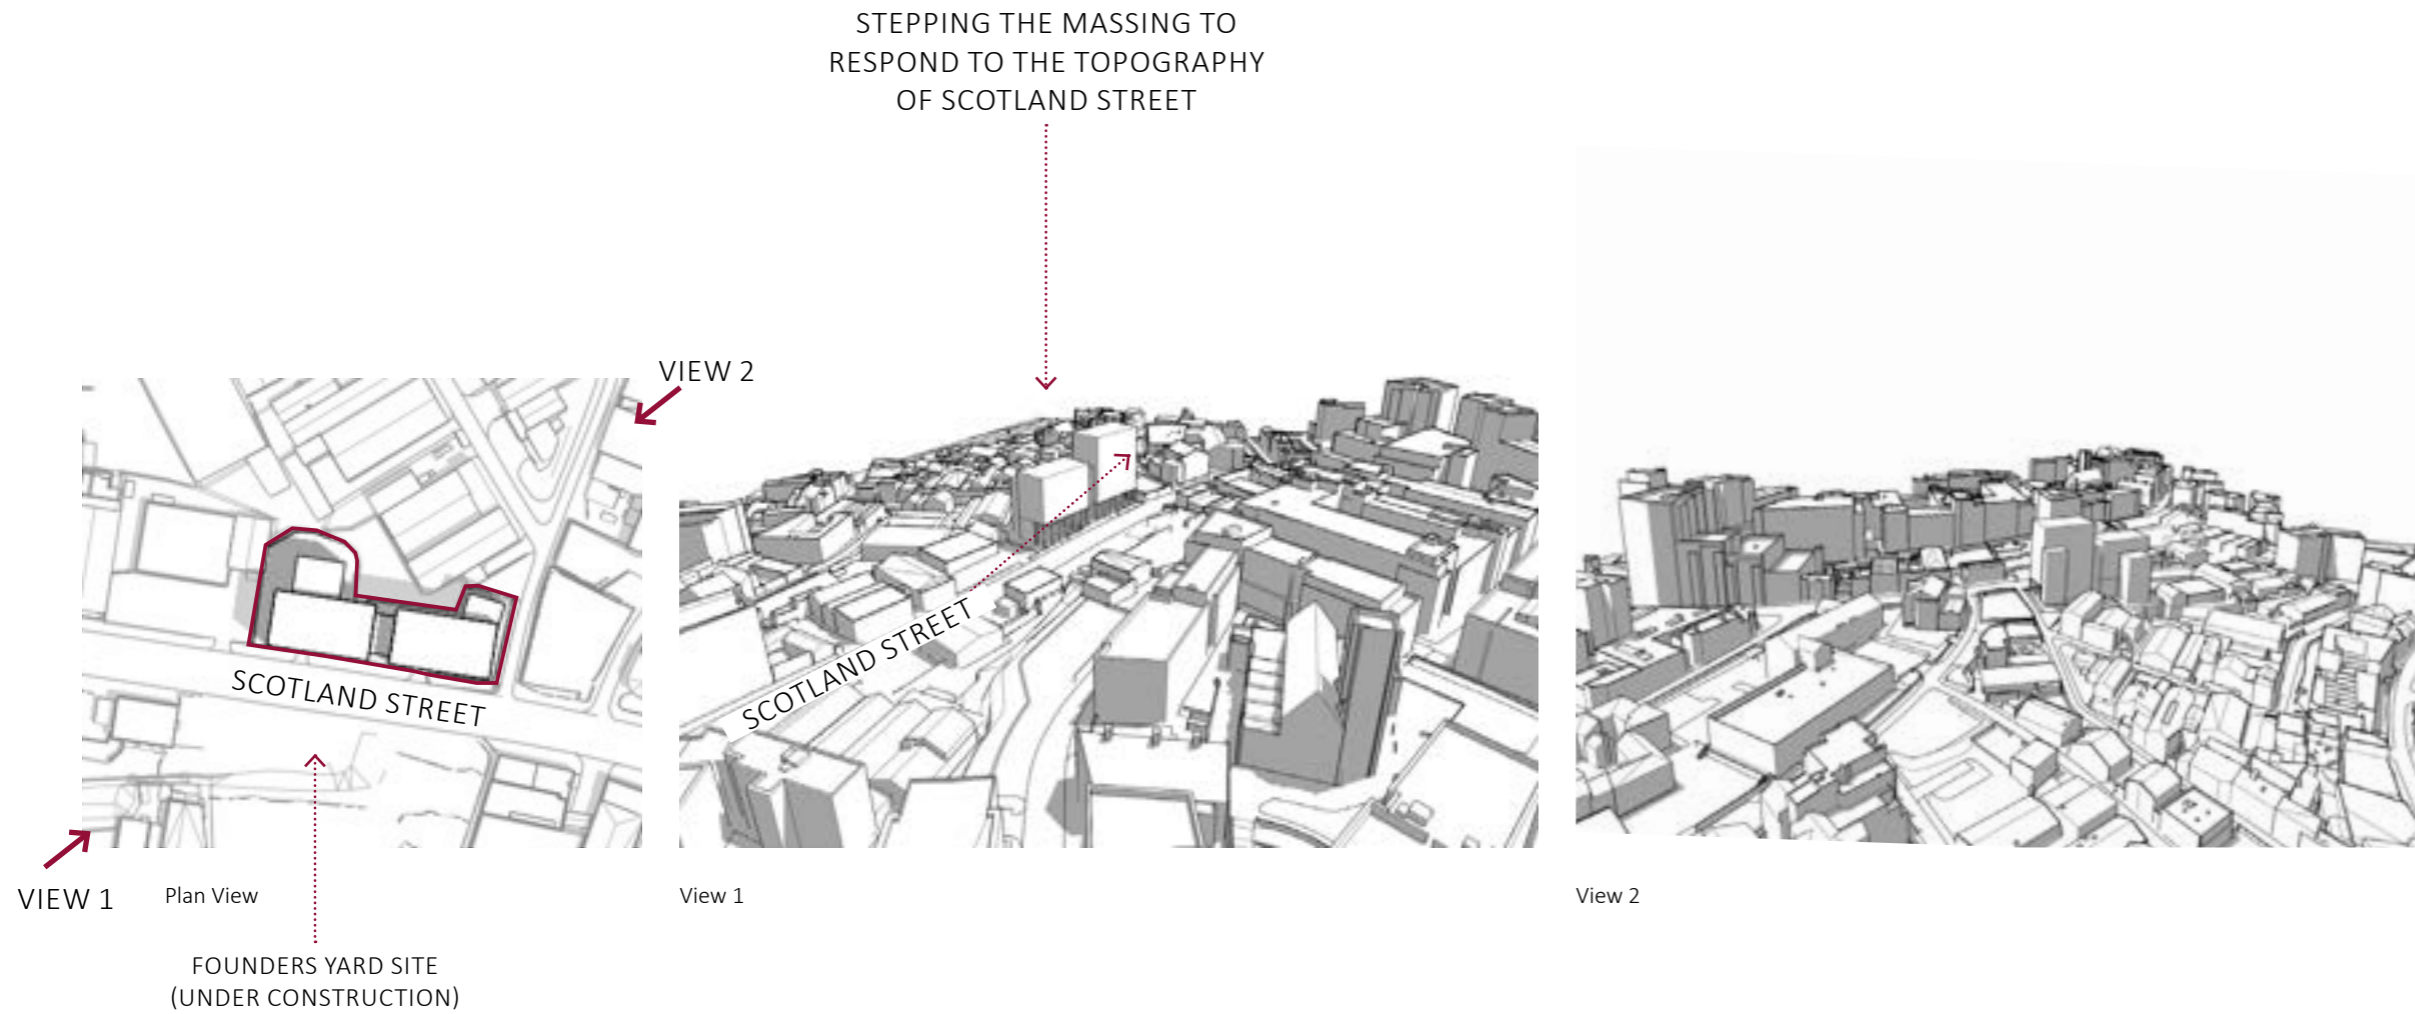 STEPPING THE MASSING TO
RESPOND TO THE TOPOGRAPHY
OF SCOTLAND STREET
VIEW 2
SCOTLAND STREET
SCOTLAND STREET
VIEW 1
Plan View
View 1
View 2
FOUNDERS YARD SITE
(UNDER CONSTRUCTION)